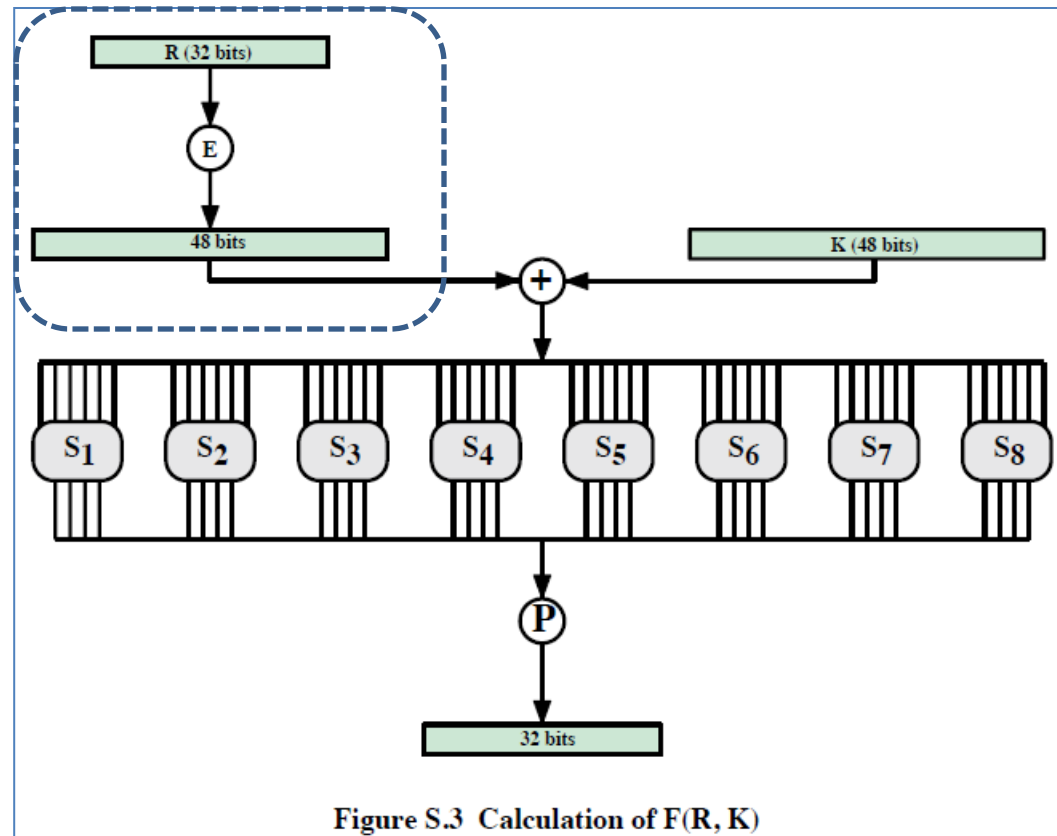 R (32 bits)
E
48 bits
K (48 bits)
+
S1 S2 S3 S4 S5 S6 S7 S8
P
32 bits
Figure S.3 Calculation of F(R, K)